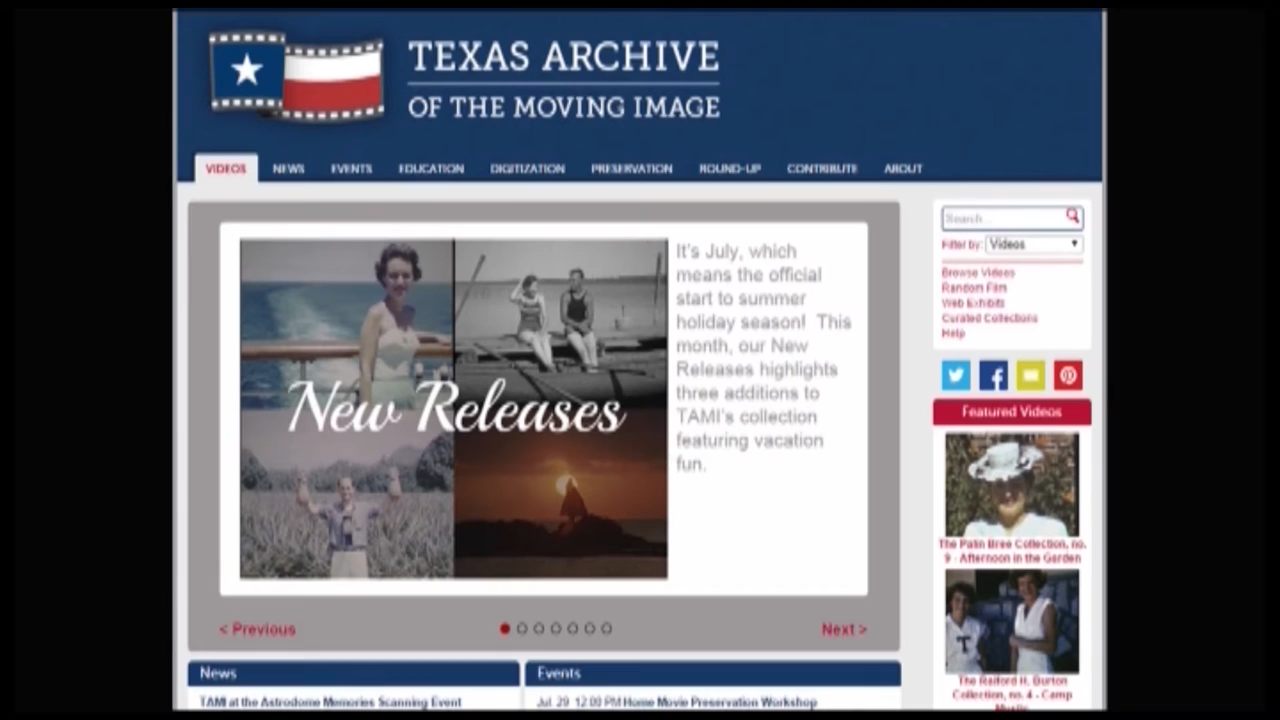 TEXAS ARCHIVE
OF THE MOVING IMAGE
VIDEOS NEWS EVENTS EDUCATION DIGITIZATION PRESERVATION ROUND-UP CONTRIBUTE ABOUT
New Releases
It's July, which
means the official
start to summer
holiday season! This
month, our New
Releases highlights
three additions to
TAMI's collection
featuring vacation
fun.
< Previous
Next >
Search...
Filter by: Videos
Browse Videos
Random Film
Web Exhibits
Curated Collections
Help
Featured Videos
The Palin Bree Collection, no.
9 - Afternoon in the Garden
T
The Ralford H. Burton
Collection, no. 4 - Camp
News
TAMI at the Astrodome Memories Scanning Event
Events
Jul 29 12:00 PM Home Movie Preservation Workshop